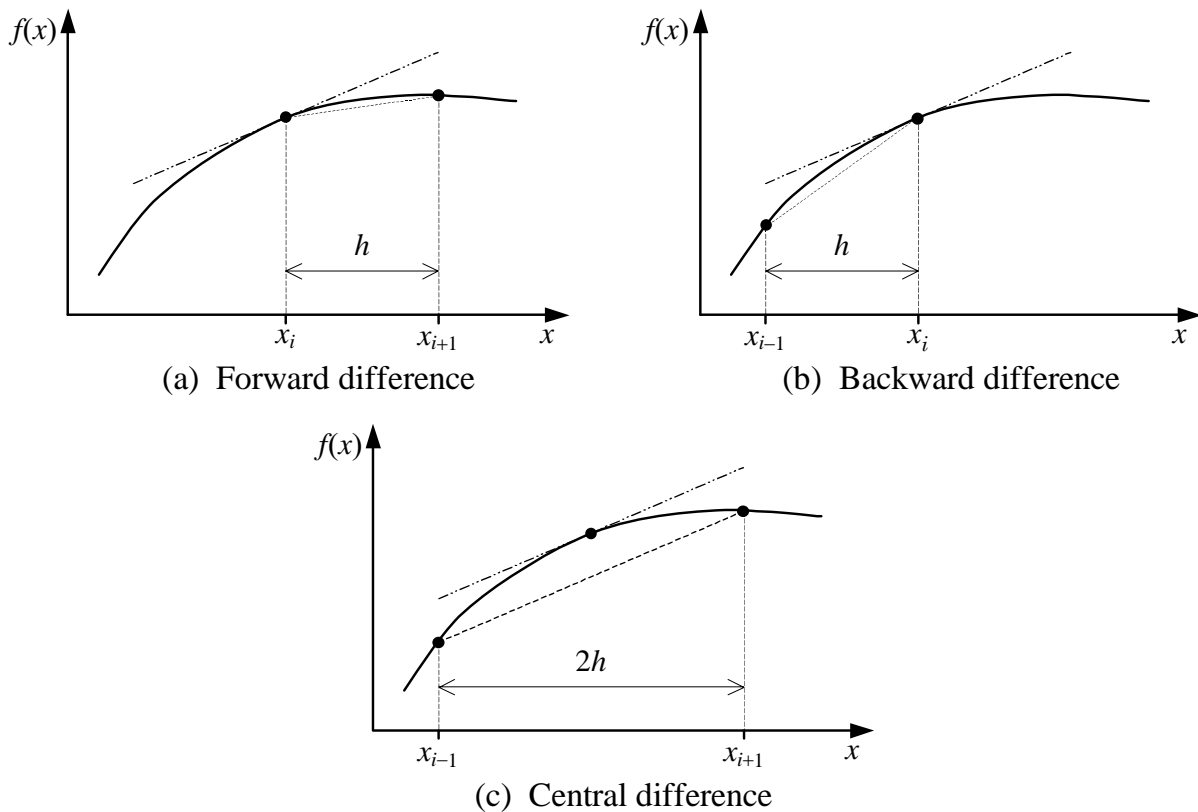 f(x)
h
x_i
x_{i+1}
x
(a) Forward difference
f(x)
h
x_{i−1}
x_i
x
(b) Backward difference
f(x)
2h
x_{i−1}
x_{i+1}
x
(c) Central difference